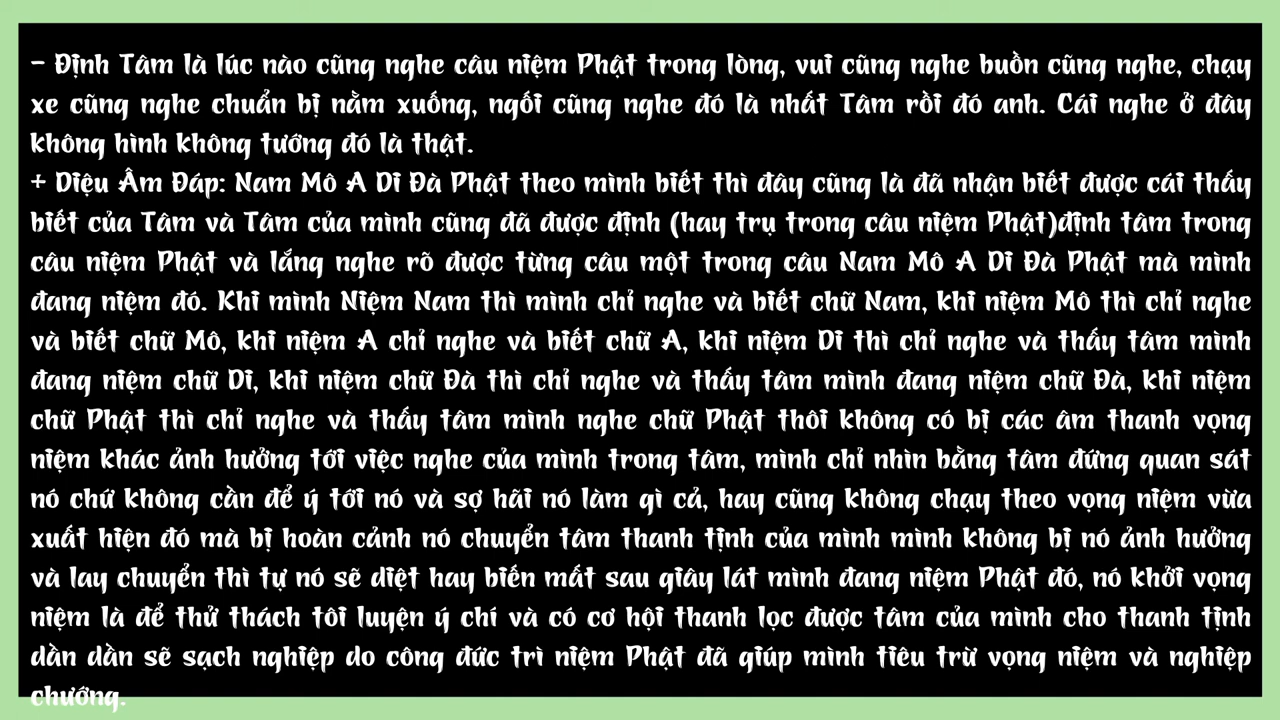 – Định Tâm là lúc nào cũng nghe câu niệm Phật trong lòng, vui cũng nghe buồn cũng nghe, chạy
xe cũng nghe chuẩn bị nằm xuống, ngối cũng nghe đó là nhất Tâm rồi đó anh. Cái nghe ở đây
không hình không tướng đó là thật.
+ Diệu Âm Đáp: Nam Mô A Di Đà Phật theo mình biết thì đây cũng là đã nhận biết được cái thấy
biết của Tâm và Tâm của mình cũng đã được định (hay trụ trong câu niệm Phật)định tâm trong
câu niệm Phật và lắng nghe rõ được từng câu một trong câu Nam Mô A Di Đà Phật mà mình
đang niệm đó. Khi mình Niệm Nam thì mình chỉ nghe và biết chữ Nam, khi niệm Mô thì chỉ nghe
và biết chữ Mô, khi niệm A chỉ nghe và biết chữ A, khi niệm Di thì chỉ nghe và thấy tâm mình
đang niệm chữ Di, khi niệm chữ Đà thì chỉ nghe và thấy tâm mình đang niệm chữ Đà, khi niệm
chữ Phật thì chỉ nghe và thấy tâm mình nghe chữ Phật thôi không có bị các âm thanh vọng
niệm khác ảnh hưởng tới việc nghe của mình trong tâm, mình chỉ nhìn bằng tâm đứng quan sát
nó chứ không cần để ý tới nó và sợ hãi nó làm gì cả, hay cũng không chạy theo vọng niệm vừa
xuất hiện đó mà bị hoàn cảnh nó chuyển tâm thanh tịnh của mình mình không bị nó ảnh hưởng
và lay chuyển thì tự nó sẽ diệt hay biến mất sau giây lát mình đang niệm Phật đó, nó khởi vọng
niệm là để thử thách tôi luyện ý chí và có cơ hội thanh lọc được tâm của mình cho thanh tịnh
dần dần sẽ sạch nghiệp do công đức trì niệm Phật đã giúp mình tiêu trừ vọng niệm và nghiệp
chướng.